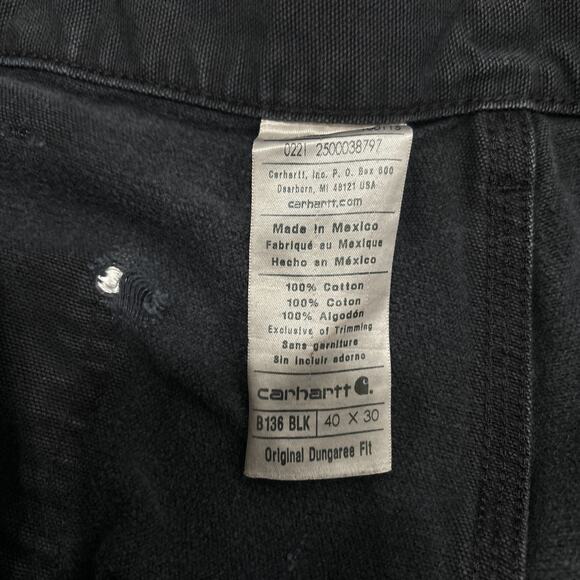 0221 2500038797
Carhartt, Inc. P. O. Box 600
Dearborn, MI 48121 USA
carhartt.com
Made in Mexico
Fabriqué au Mexique
Hecho en México
100% Cotton
100% Coton
100% Algodón
Exclusive of Trimming
Sans garniture
Sin incluir adorno
carhartt
B136 BLK 40 X 30
Original Dungaree Fit